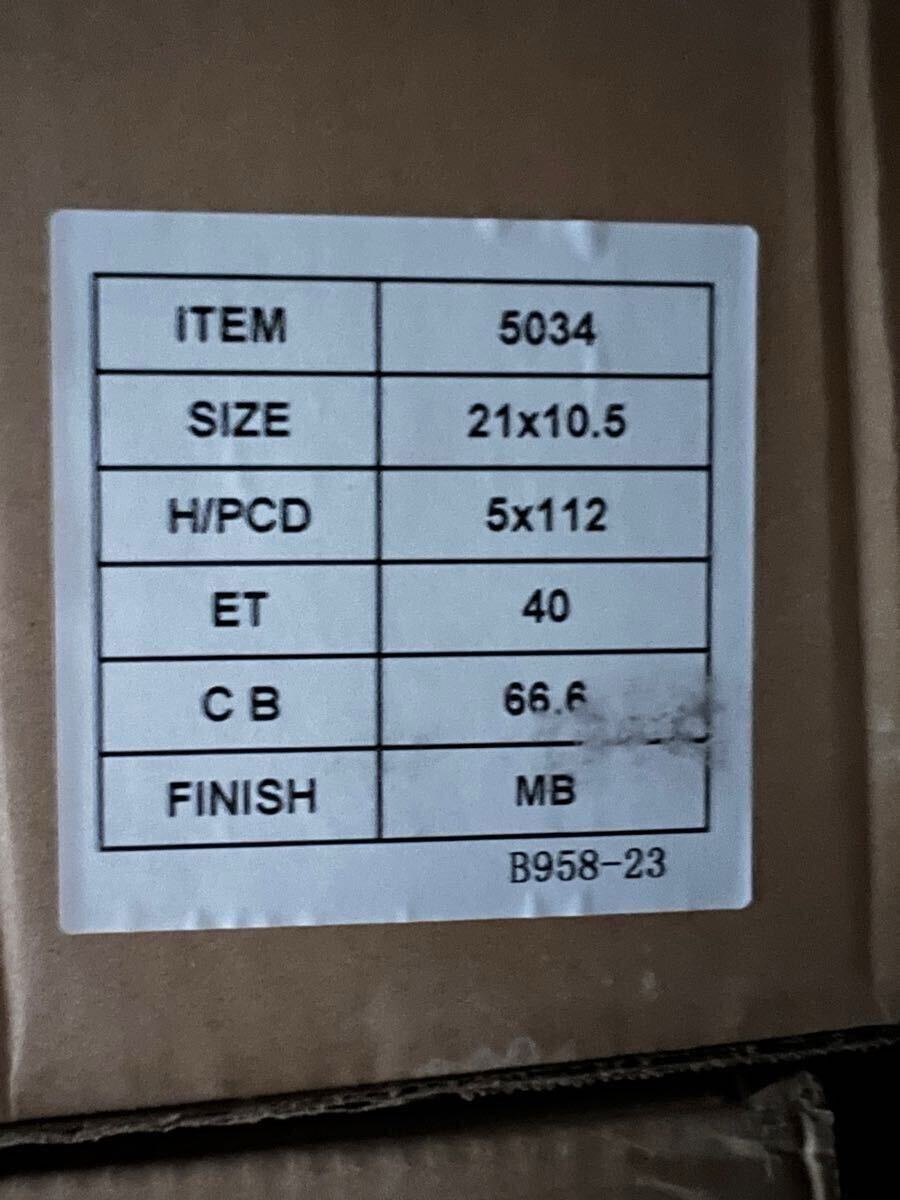 ITEM 5034
SIZE 21x10.5
H/PCD 5x112
ET 40
C B 66.6
FINISH MB
B958-23